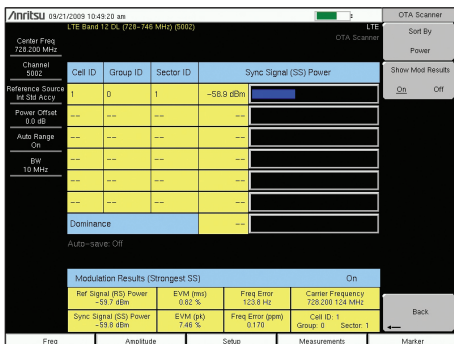 Anritsu 09/21/2009 10:49:20 am
OTA Scanner
LTE Band 12 DL (728-746 MHz) (5002)
LTE
OTA Scanner
Center Freq
728.200 MHz
Channel
5002
Reference Source
Int Std Accy
Power Offset
0.0 dB
Auto Range
On
BW
10 MHz
Cell ID Group ID Sector ID Sync Signal (SS) Power
1 0 1 -58.9 dBm
-- -- -- --
-- -- -- --
-- -- -- --
-- -- -- --
-- -- -- --
Dominance --
Auto-save: Off
Modulation Results (Strongest SS) On
Ref Signal (RS) Power EVM (rms) Freq Error Carrier Frequency
-59.7 dBm 0.82 % 123.8 Hz 728.200 124 MHz
Sync Signal (SS) Power EVM (pk) Freq Error (ppm) Cell ID: 1
-59.8 dBm 7.46 % 0.170 Group: 0 Sector: 1
Sort By
Power
Show Mod Results
On Off
Back
Freq Amplitude Setup Measurements Marker